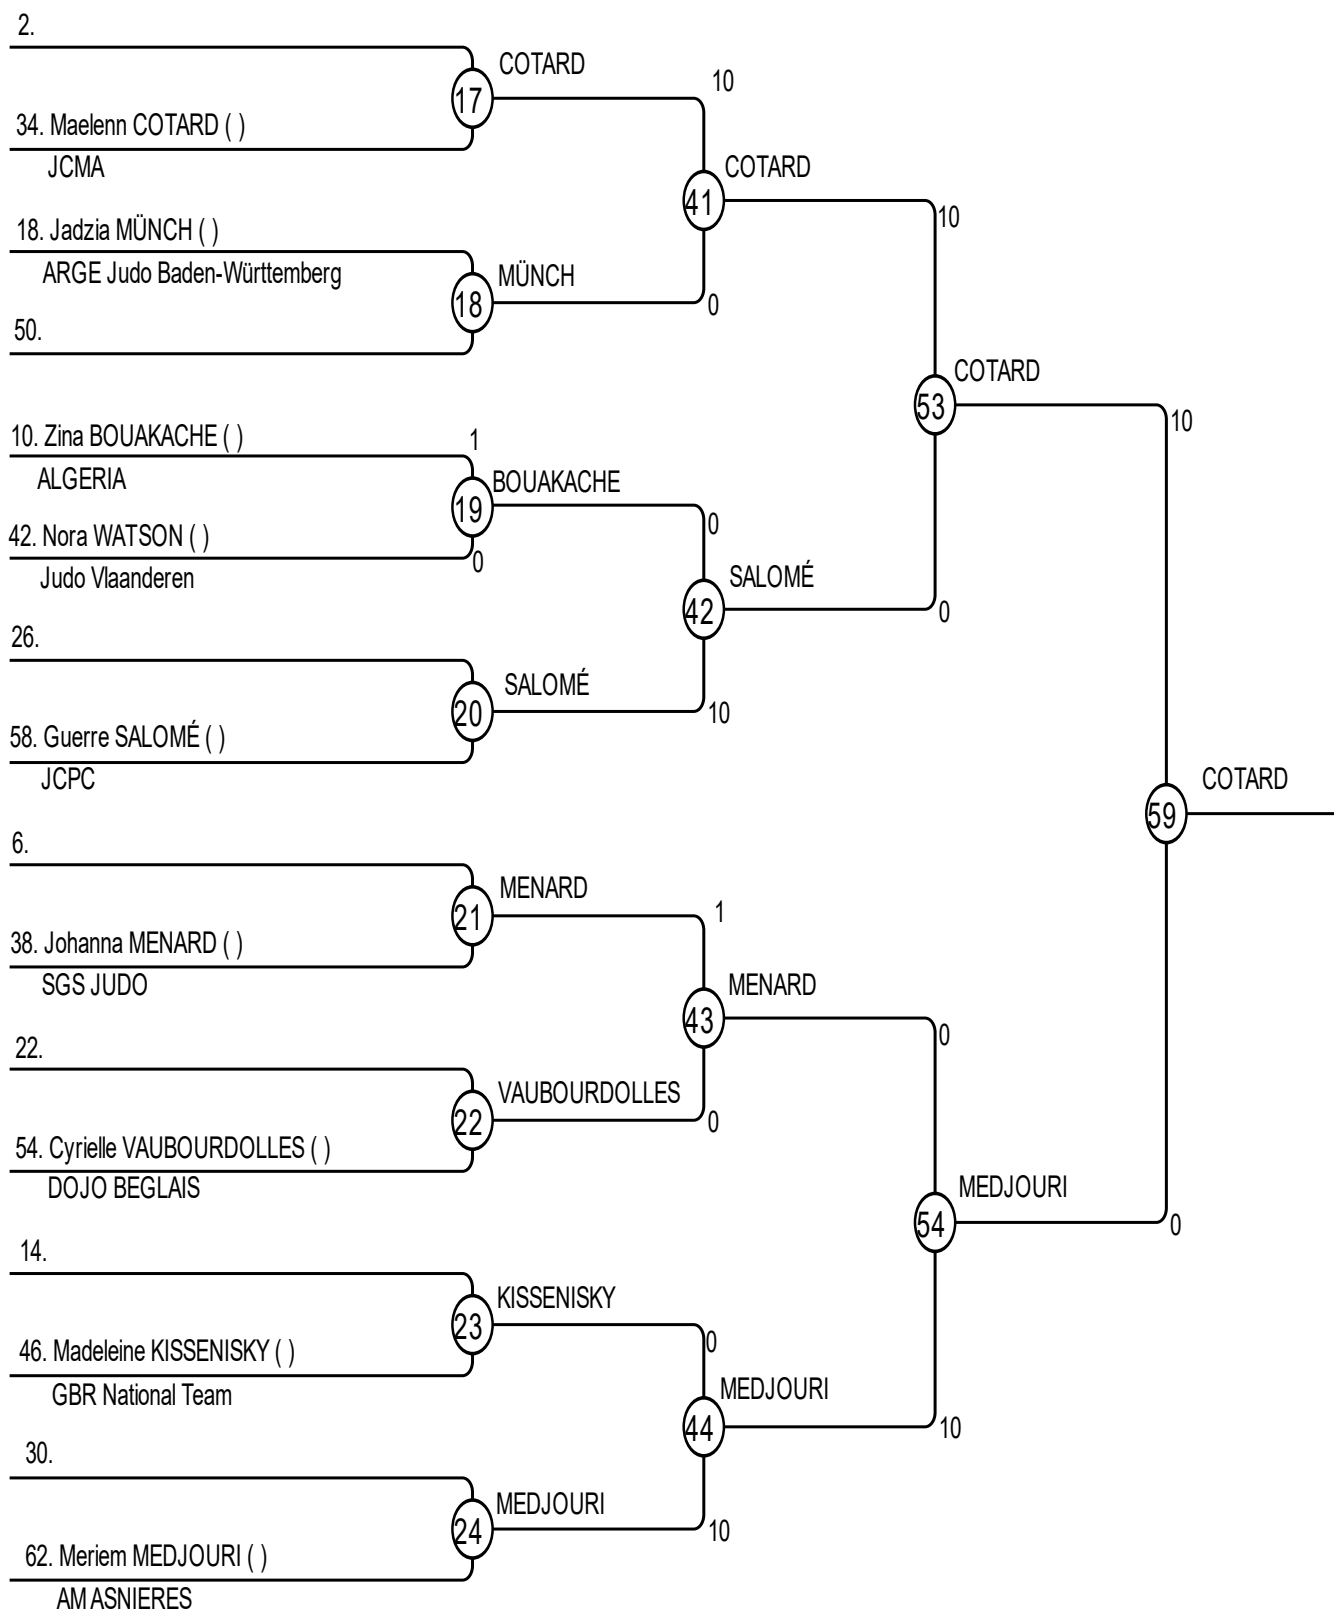 2.
COTARD
10
17
34. Maelenn COTARD ( )
JCMA
COTARD
41
10
18. Jadzia MÜNCH ( )
ARGE Judo Baden-Württemberg
MÜNCH
18
0
50.
COTARD
53
10
10. Zina BOUAKACHE ( )
1
ALGERIA
BOUAKACHE
19
0
42. Nora WATSON ( )
0
Judo Vlaanderen
SALOMÉ
42
0
26.
SALOMÉ
20
10
58. Guerre SALOMÉ ( )
JCPC
COTARD
59
6.
MENARD
1
21
38. Johanna MENARD ( )
SGS JUDO
MENARD
43
0
22.
VAUBOURDOLLES
22
0
54. Cyrielle VAUBOURDOLLES ( )
DOJO BEGLAIS
MEDJOURI
54
0
14.
KISSENISKY
23
0
46. Madeleine KISSENISKY ( )
GBR National Team
MEDJOURI
44
10
30.
MEDJOURI
24
10
62. Meriem MEDJOURI ( )
AM ASNIERES